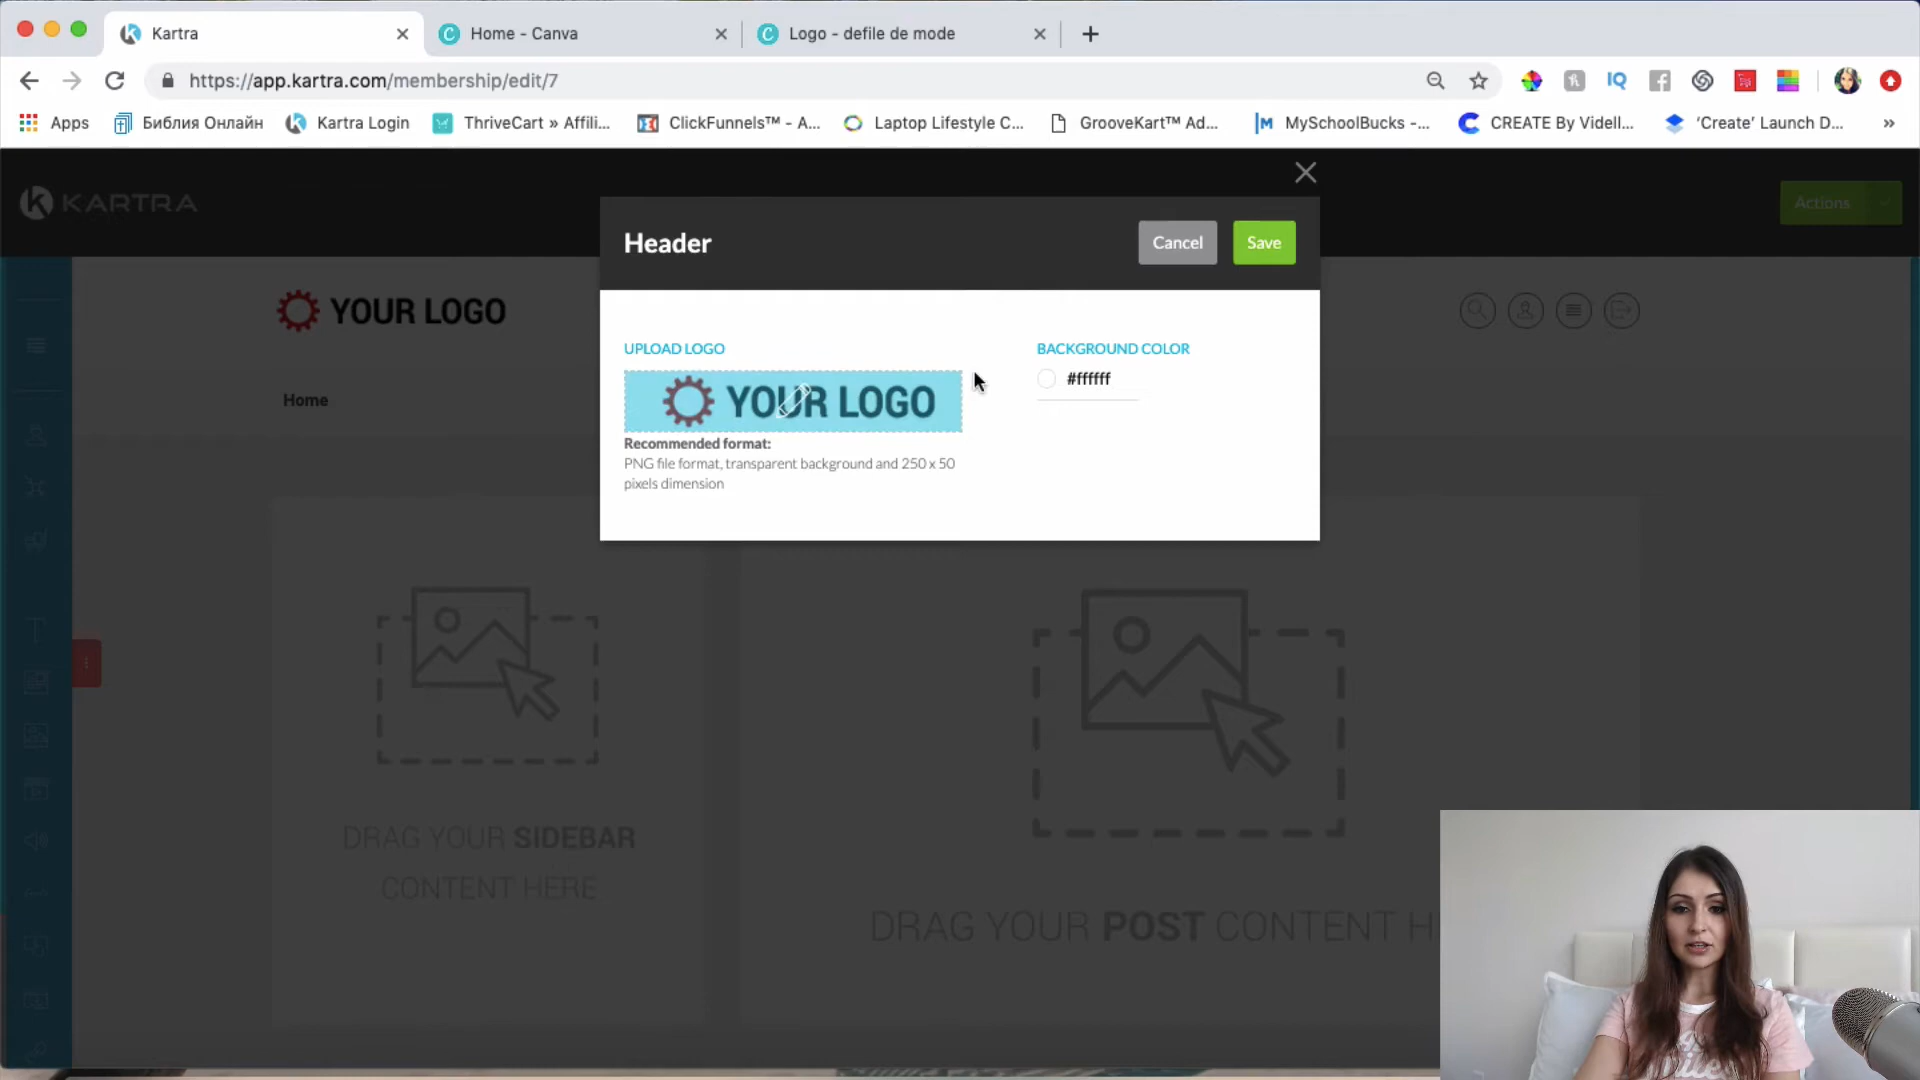 Kartra
Home - Canva
Logo - defile de mode
https://app.kartra.com/membership/edit/7
Apps
Библия Онлайн
Kartra Login
ThriveCart » Affili...
ClickFunnels™ - A...
Laptop Lifestyle C...
GrooveKart™ Ad...
MySchoolBucks -...
CREATE By Videll...
'Create' Launch D...
»
KARTRA
Actions
Header
Cancel
Save
YOUR LOGO
UPLOAD LOGO
BACKGROUND COLOR
YOUR LOGO
#ffffff
Recommended format:
PNG file format, transparent background and 250 x 50
pixels dimension
Home
DRAG YOUR SIDEBAR
CONTENT HERE
DRAG YOUR POST CONTENT H